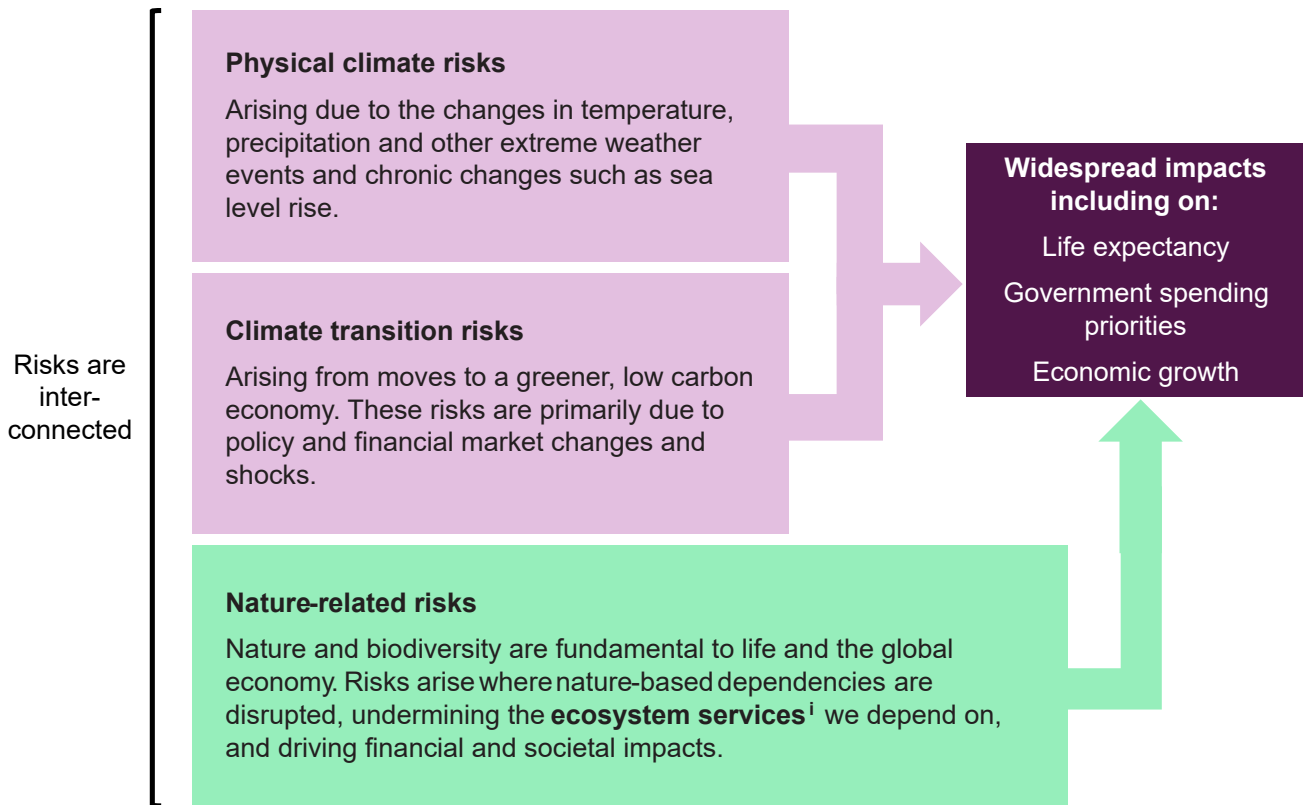 Risks are
inter-
connected
Physical climate risks
Arising due to the changes in temperature,
precipitation and other extreme weather
events and chronic changes such as sea
level rise.
Climate transition risks
Arising from moves to a greener, low carbon
economy. These risks are primarily due to
policy and financial market changes and
shocks.
Nature-related risks
Nature and biodiversity are fundamental to life and the global
economy. Risks arise where nature-based dependencies are
disrupted, undermining the ecosystem services i we depend on,
and driving financial and societal impacts.
Widespread impacts
including on:
Life expectancy
Government spending
priorities
Economic growth